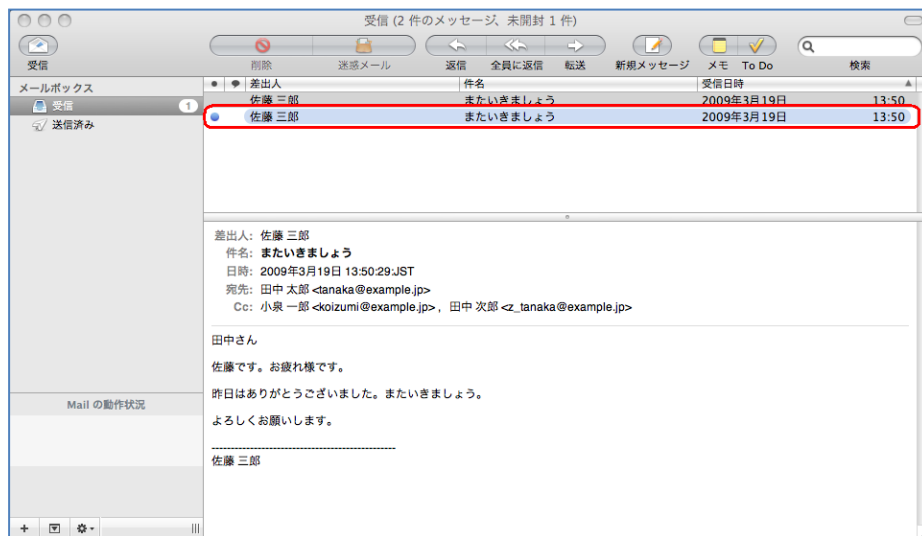 受信 (2 件のメッセージ、未開封 1 件)
受信 削除 迷惑メール 返信 全員に返信 転送 新規メッセージ メモ To Do 検索
メールボックス
受信 1
送信済み
差出人 件名 受信日時
佐藤 三郎 またいきましょう 2009年3月19日 13:50
佐藤 三郎 またいきましょう 2009年3月19日 13:50
差出人: 佐藤 三郎
件名: またいきましょう
日時: 2009年3月19日 13:50:29:JST
宛先: 田中 太郎 <tanaka@example.jp>
Cc: 小泉 一郎 <koizumi@example.jp>, 田中 次郎 <z_tanaka@example.jp>
田中さん
佐藤です。お疲れ様です。
昨日はありがとうございました。またいきましょう。
よろしくお願いします。
------------------------------------------------
佐藤 三郎
Mail の動作状況